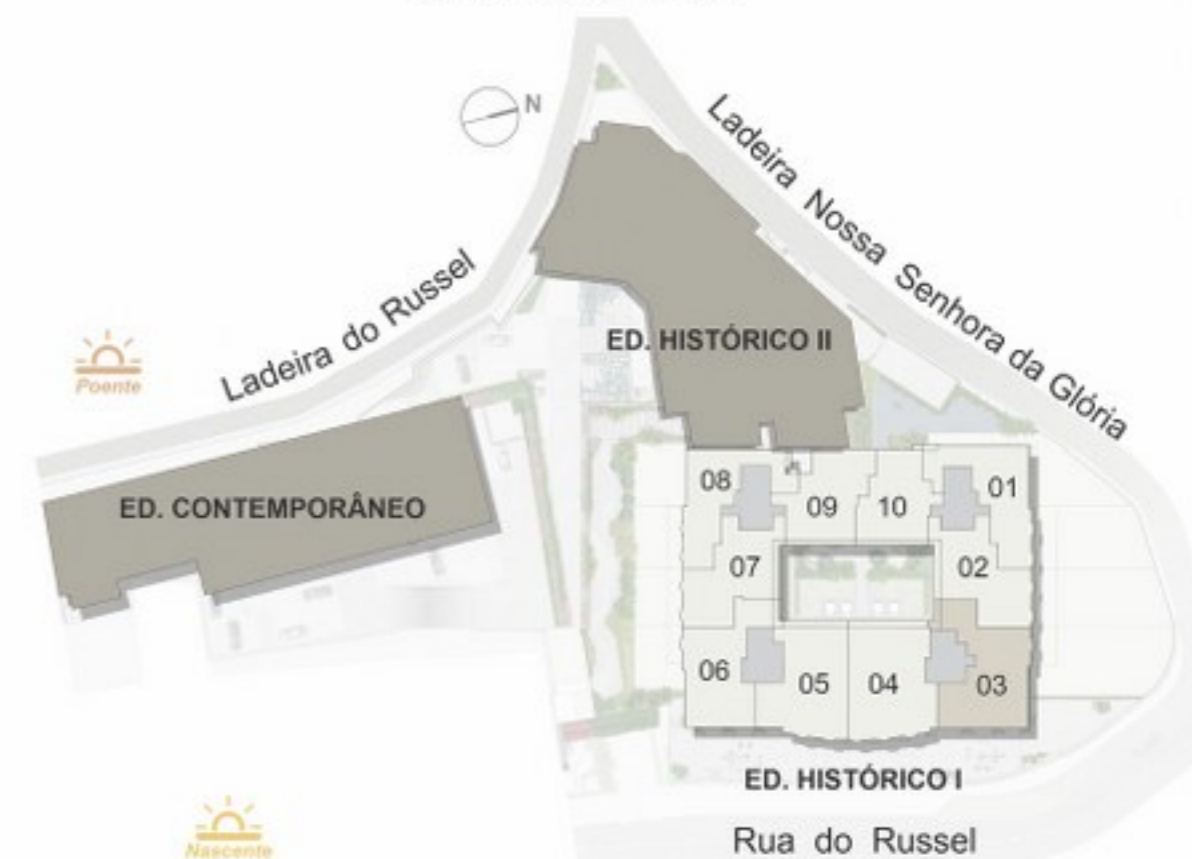 N
Ladeira Nossa Senhora da Glória
Ladeira do Russel
Poente
ED. HISTÓRICO II
ED. CONTEMPORÂNEO
08
09
10
01
07
02
06
05
04
03
ED. HISTÓRICO I
Rua do Russel
Nascente